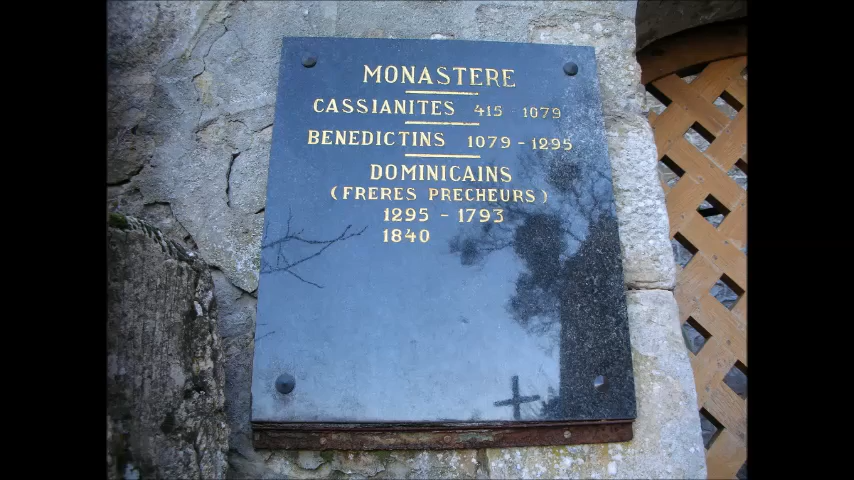 MONASTERE
CASSIANITES 415 - 1079
BENEDICTINS 1079 - 1295
DOMINICAINS
(FRERES PRECHEURS)
1295 - 1793
1840